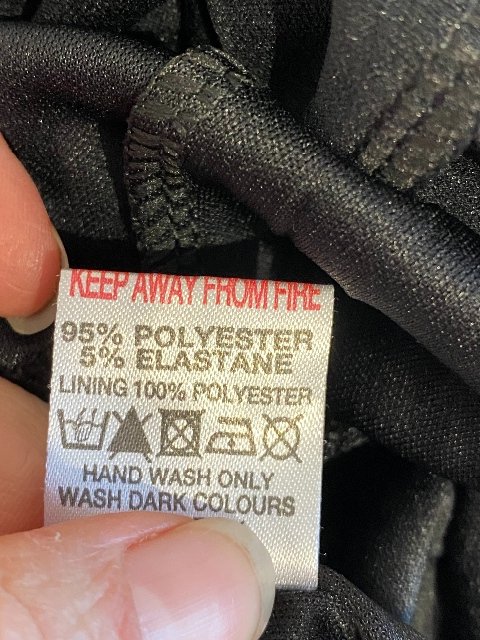 KEEP AWAY FROM FIRE
95% POLYESTER
5% ELASTANE
LINING 100% POLYESTER
HAND WASH ONLY
WASH DARK COLOURS